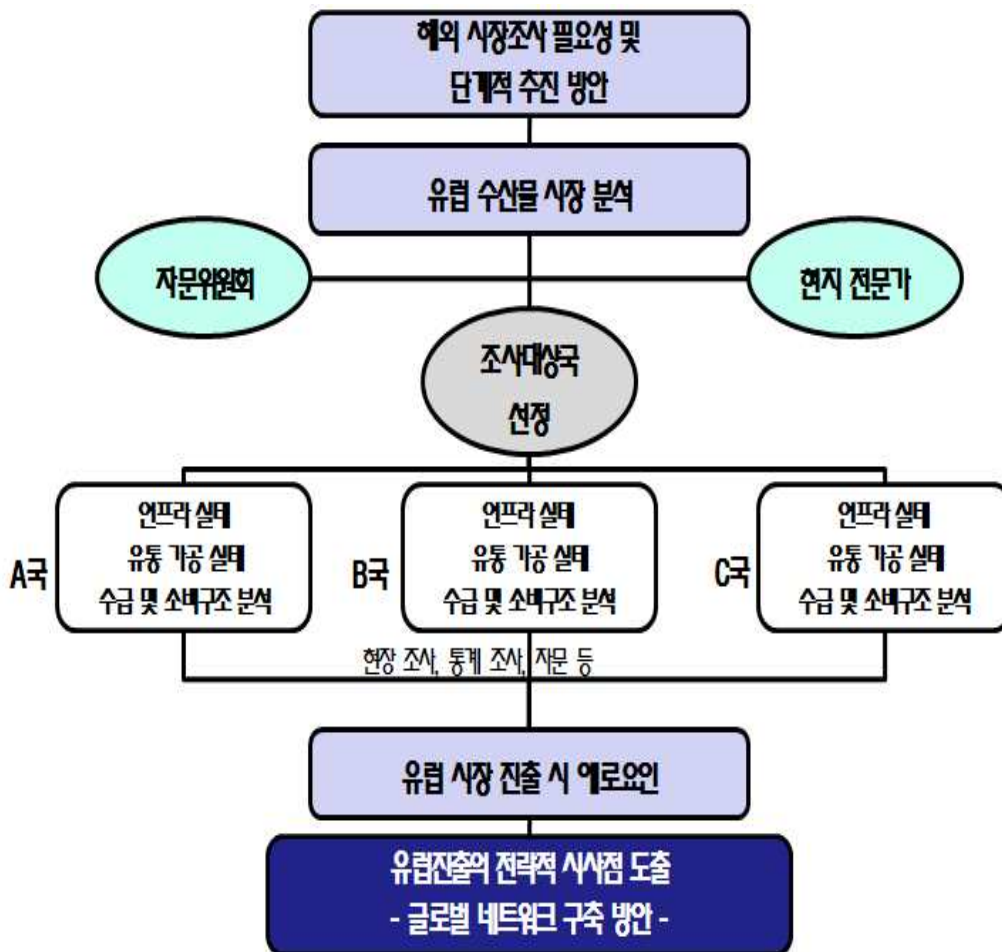 해외 시장조사 필요성 및
단계적 추진 방안
유럽 수산물 시장 분석
자문위원회
현지 전문가
조사대상국
선정
A국
인프라 실태
유통 가공 실태
수급 및 소비구조 분석
B국
인프라 실태
유통 가공 실태
수급 및 소비구조 분석
C국
인프라 실태
유통 가공 실태
수급 및 소비구조 분석
현장 조사, 통계 조사, 자문 등
유럽 시장 진출 시 애로요인
유럽진출의 전략적 시사점 도출
- 글로벌 네트워크 구축 방안 -